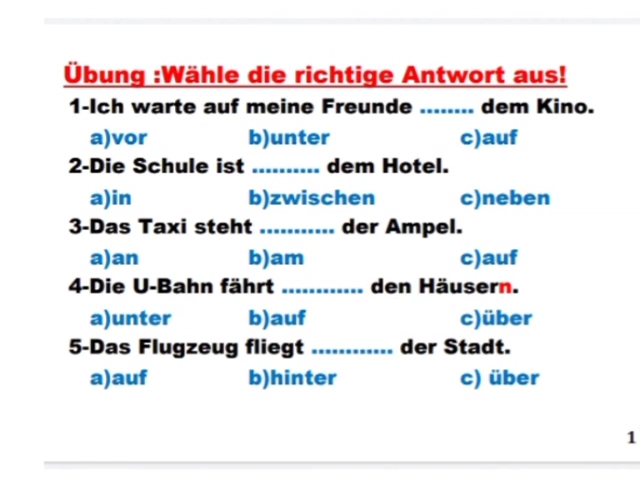 Übung :Wähle die richtige Antwort aus!
1-Ich warte auf meine Freunde ........ dem Kino.
a)vor b)unter c)auf
2-Die Schule ist .......... dem Hotel.
a)in b)zwischen c)neben
3-Das Taxi steht ........... der Ampel.
a)an b)am c)auf
4-Die U-Bahn fährt ............ den Häusern.
a)unter b)auf c)über
5-Das Flugzeug fliegt ............ der Stadt.
a)auf b)hinter c) über
1